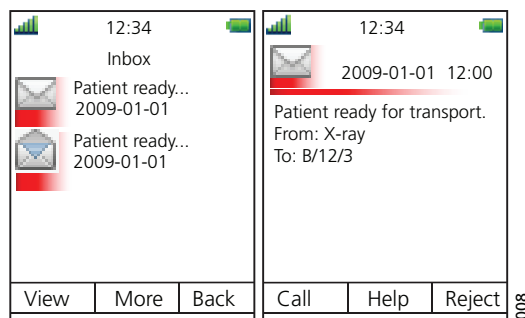 12:34
Inbox
Patient ready...
2009-01-01
Patient ready...
2009-01-01
View More Back
12:34
2009-01-01 12:00
Patient ready for transport.
From: X-ray
To: B/12/3
Call Help Reject